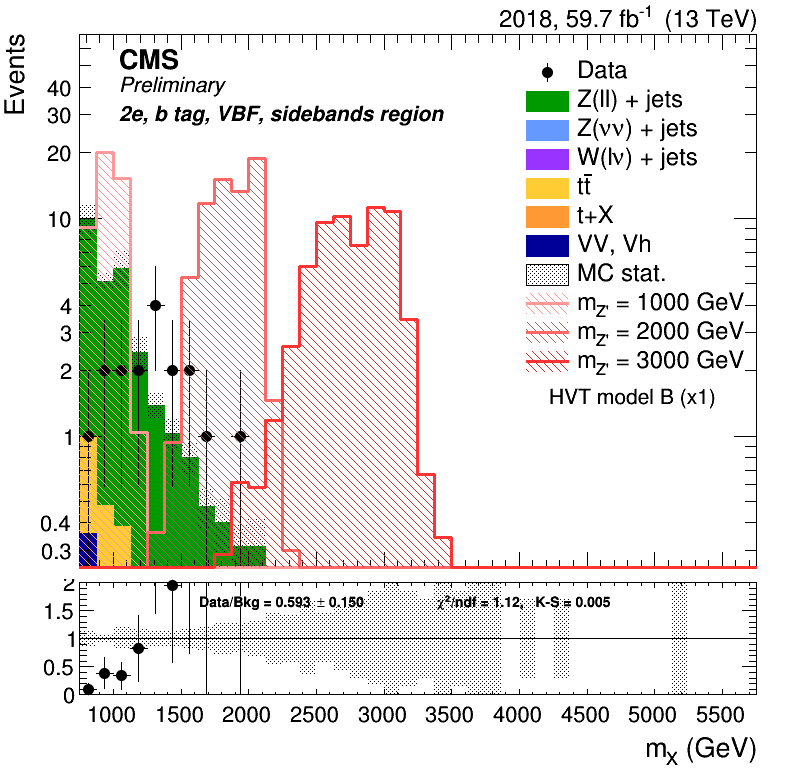 2018, 59.7 fb⁻¹ (13 TeV)
Events
CMS
Preliminary
2e, b tag, VBF, sidebands region
Data
Z(ll) + jets
Z(νν) + jets
W(lν) + jets
tt̄
t+X
VV, Vh
MC stat.
m_Z' = 1000 GeV
m_Z' = 2000 GeV
m_Z' = 3000 GeV
HVT model B (x1)
40
30
20
10
4
3
2
1
0.4
0.3
Data/Bkg = 0.593 ± 0.150 χ²/ndf = 1.12, K-S = 0.005
2
1.5
1
0.5
0
1000 1500 2000 2500 3000 3500 4000 4500 5000 5500
m_X (GeV)